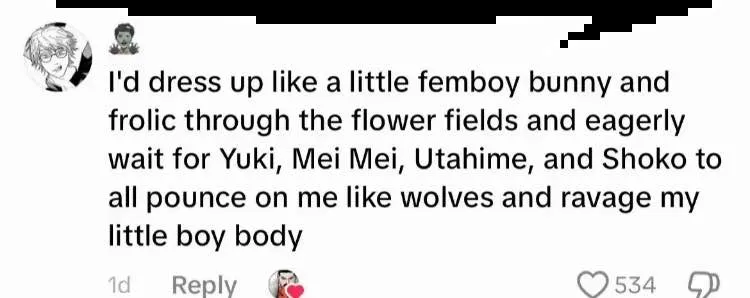 I'd dress up like a little femboy bunny and
frolic through the flower fields and eagerly
wait for Yuki, Mei Mei, Utahime, and Shoko to
all pounce on me like wolves and ravage my
little boy body
1d Reply 534